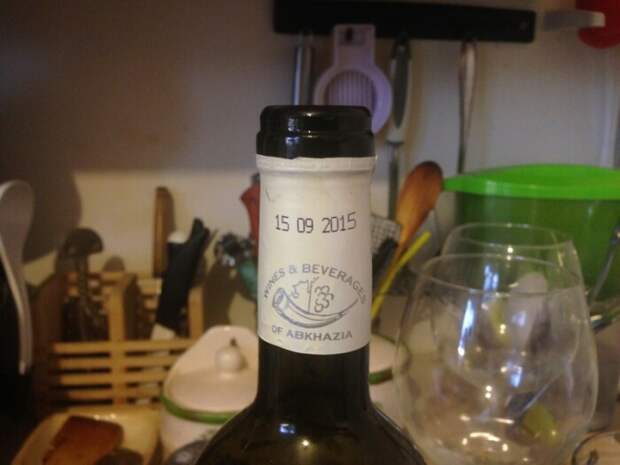 15 09 2015
WINES & BEVERAGES
OF ABKHAZIA